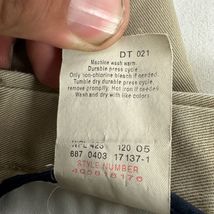 DT 021
Machine wash warm.
Durable press cycle.
Only non-chlorine bleach if needed.
Tumble dry, durable press cycle,
remove promptly. Hot iron if needed.
Wash and dry with like colors.
120 05
687 0403 17137-1
STYLE NUMBER